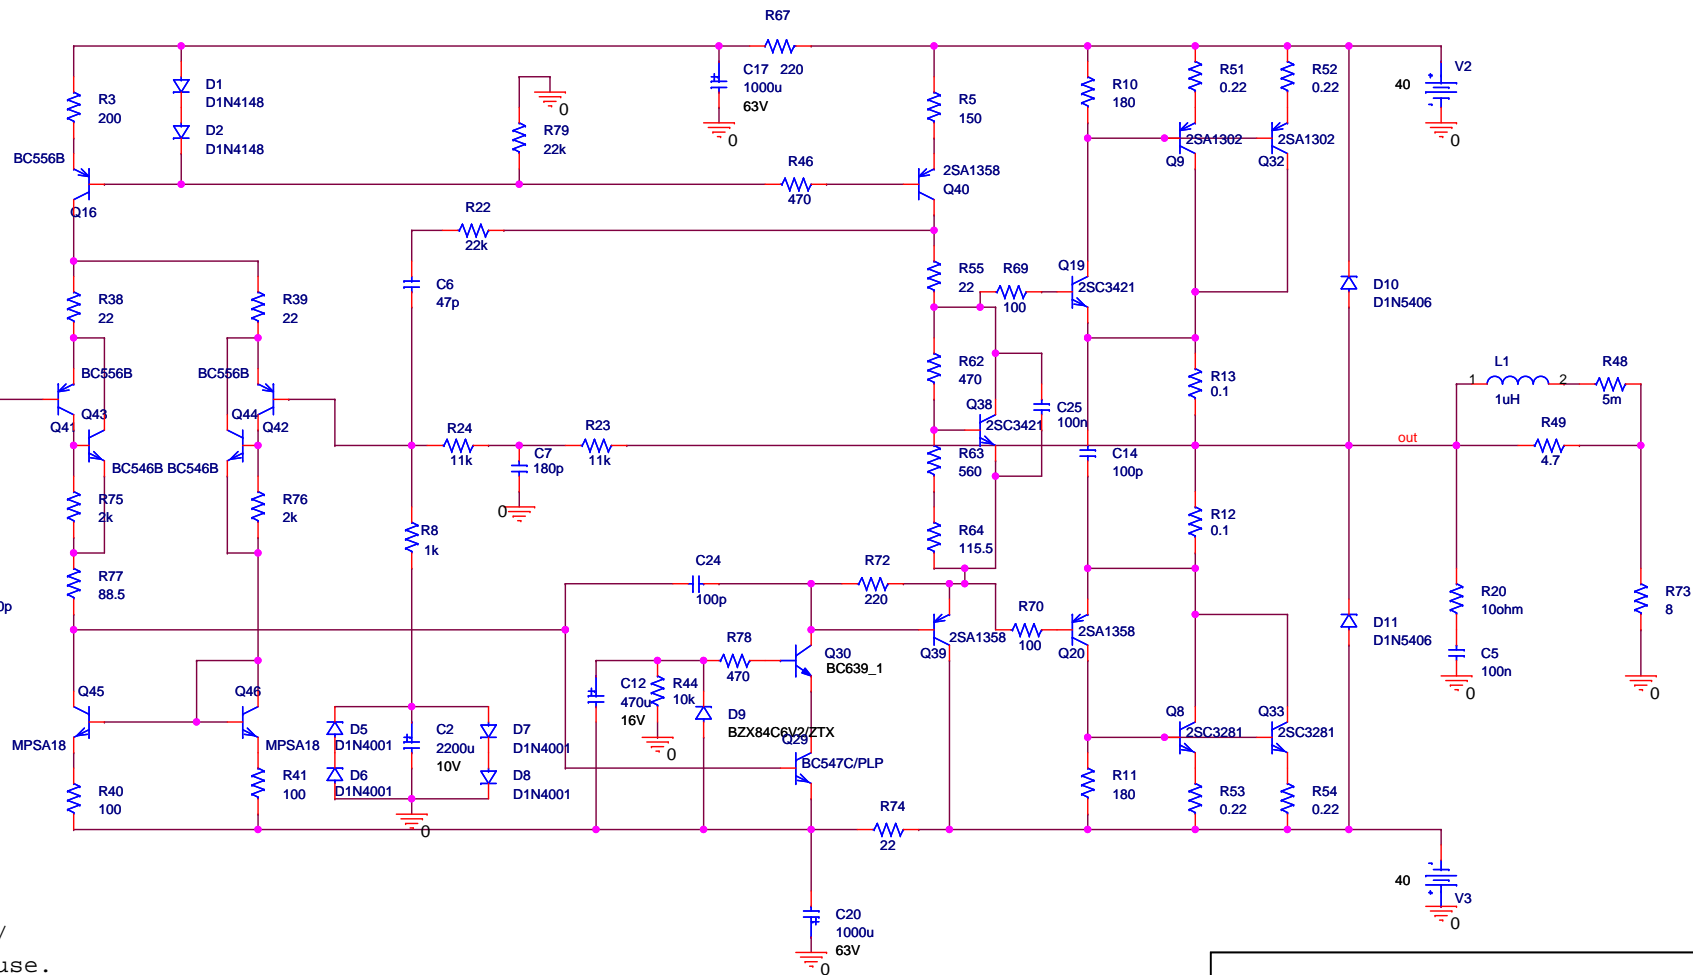 R67
220
C17
1000u
63V
0
D1
D1N4148
D2
D1N4148
R3
200
BC556B
Q16
R79
22k
0
R46
470
R5
150
2SA1358
Q40
R10
180
R51
0.22
R52
0.22
2SA1302
Q9
2SA1302
Q32
V2
40
0
R22
22k
C6
47p
R38
22
R39
22
BC556B
BC556B
Q43
Q41
Q44
Q42
BC546B
BC546B
R55
22
R69
100
Q19
2SC3421
R62
470
Q38
2SC3421
C25
100n
R13
0.1
D10
D1N5406
L1
1
2
1uH
R48
5m
R49
4.7
out
R24
11k
C7
180p
0
R23
11k
R63
560
C14
100p
R75
2k
R76
2k
R8
1k
R64
115.5
R12
0.1
R77
88.5
0p
C24
100p
R72
220
R70
100
2SA1358
Q39
2SA1358
Q20
D11
D1N5406
R20
10ohm
C5
100n
0
R73
8
0
R78
470
Q30
BC639_1
C12
470u
16V
R44
10k
0
D9
BZX84C6V2/ZTX
Q29
BC547C/PLP
Q45
MPSA18
Q46
MPSA18
D5
D1N4001
D6
D1N4001
C2
2200u
10V
0
D7
D1N4001
D8
D1N4001
R40
100
R41
100
R74
22
R11
180
Q8
2SC3281
Q33
2SC3281
R53
0.22
R54
0.22
40
V3
0
C20
1000u
63V
0
/
use.